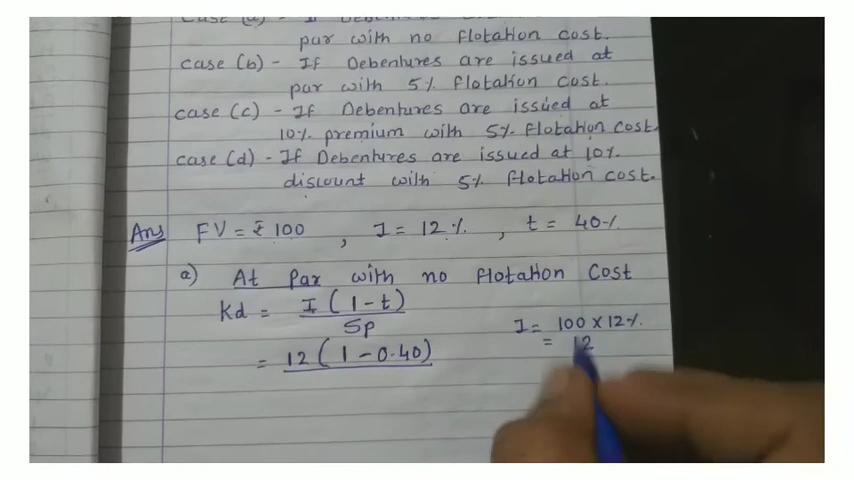 par with no flotation cost.
case (b) - If Debentures are issued at
par with 5% flotation cost.
case (c) - If Debentures are issued at
10% premium with 5% flotation cost.
case (d) - If Debentures are issued at 10%
discount with 5% flotation cost.
Ans FV = ₹ 100 , I = 12% , t = 40%
a) At Par with no flotation Cost
Kd = I ( 1 - t )
Sp
I = 100 × 12%
= 12 ( 1 - 0.40)
= 12